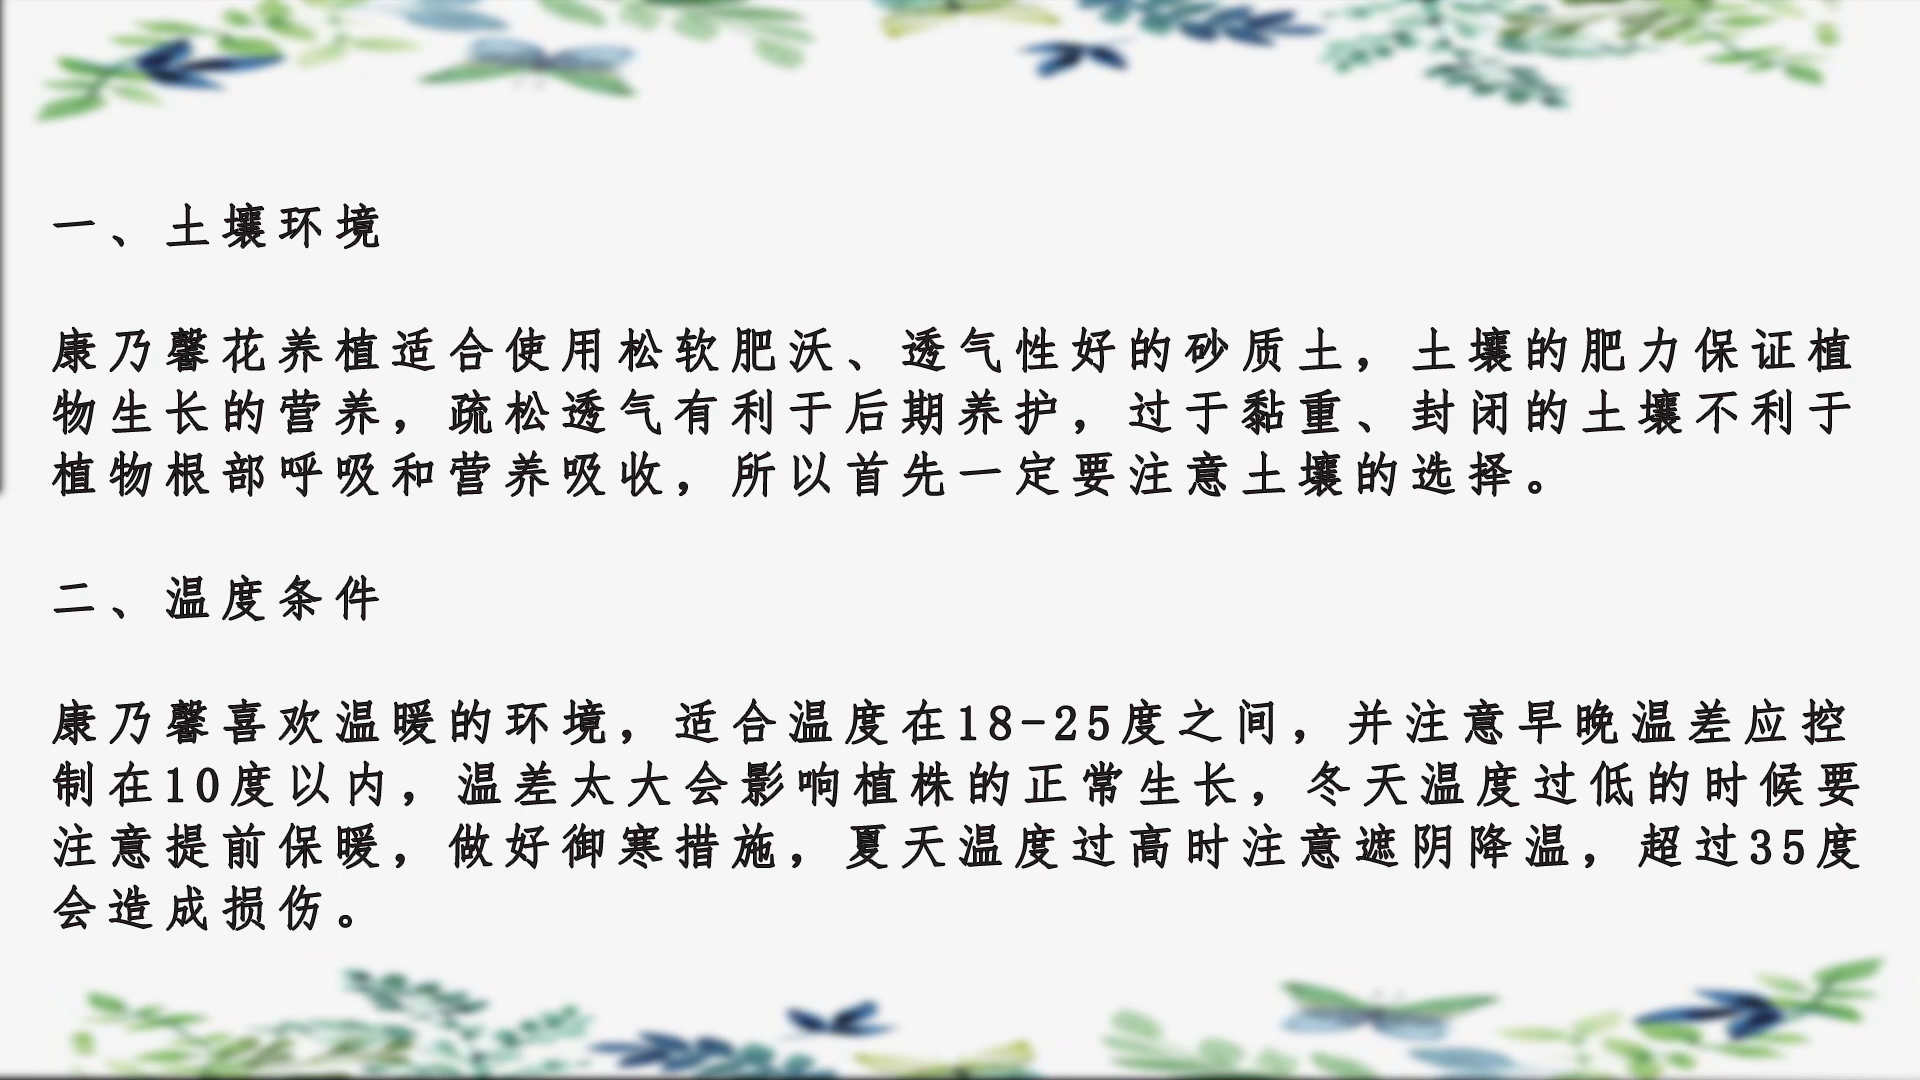 一、土壤环境
康乃馨花养植适合使用松软肥沃、透气性好的砂质土，土壤的肥力保证植
物生长的营养，疏松透气有利于后期养护，过于黏重、封闭的土壤不利于
植物根部呼吸和营养吸收，所以首先一定要注意土壤的选择。
二、温度条件
康乃馨喜欢温暖的环境，适合温度在18-25度之间，并注意早晚温差应控
制在10度以内，温差太大会影响植株的正常生长，冬天温度过低的时候要
注意提前保暖，做好御寒措施，夏天温度过高时注意遮阴降温，超过35度
会造成损伤。